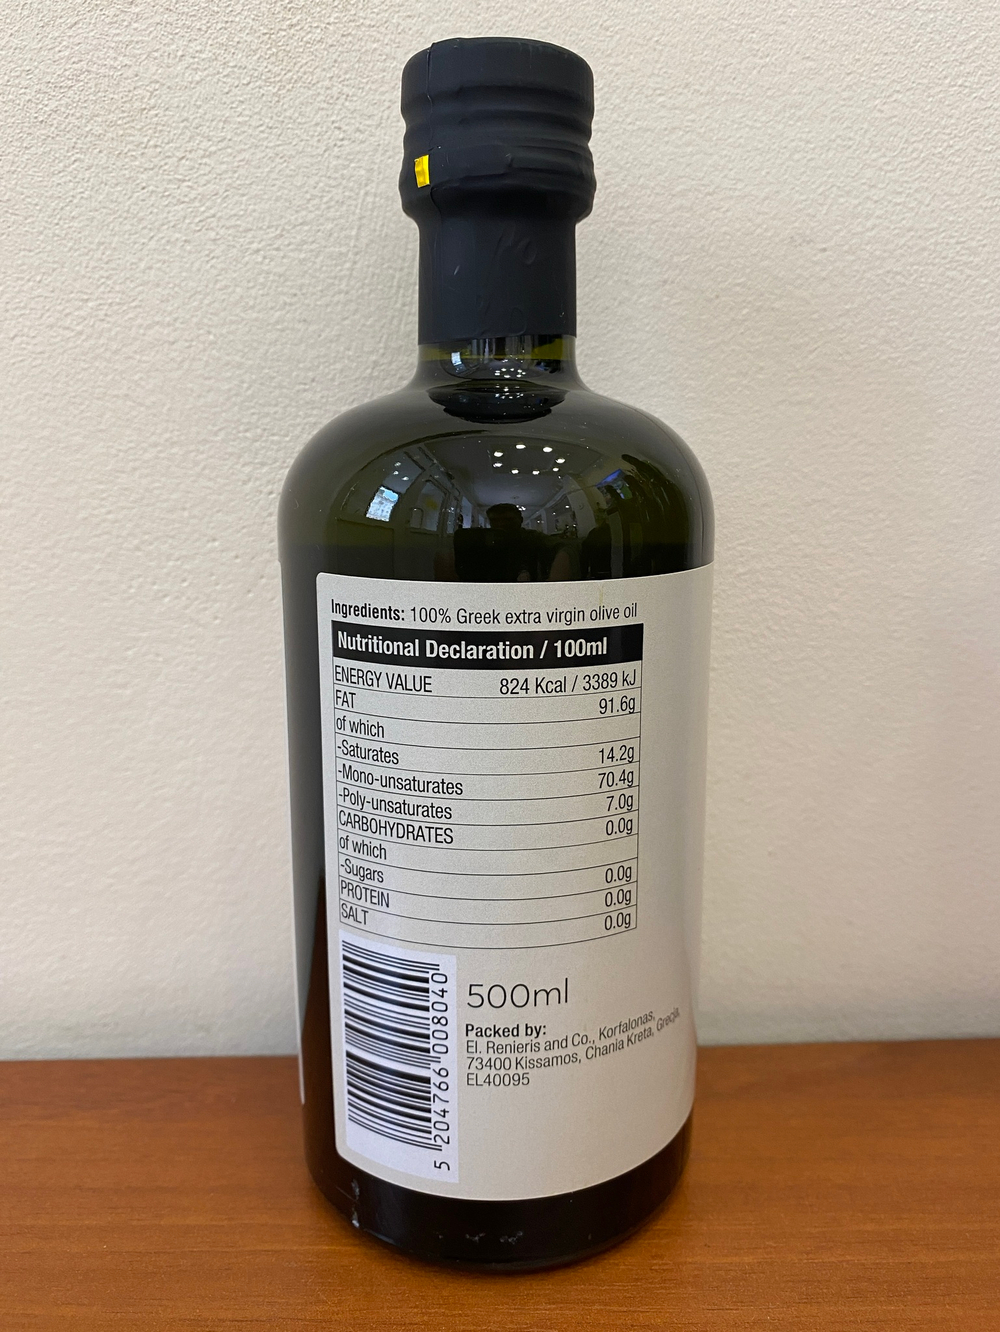 Ingredients: 100% Greek extra virgin olive oil
Nutritional Declaration / 100ml
ENERGY VALUE 824 Kcal / 3389 kJ
FAT 91.6g
of which
-Saturates 14.2g
-Mono-unsaturates 70.4g
-Poly-unsaturates 7.0g
CARBOHYDRATES 0.0g
of which
-Sugars 0.0g
PROTEIN 0.0g
SALT 0.0g
5 204766 008040
500ml
Packed by:
El. Renieris and Co., Korfalonas,
73400 Kissamos, Chania Kreta, Grecja,
EL40095